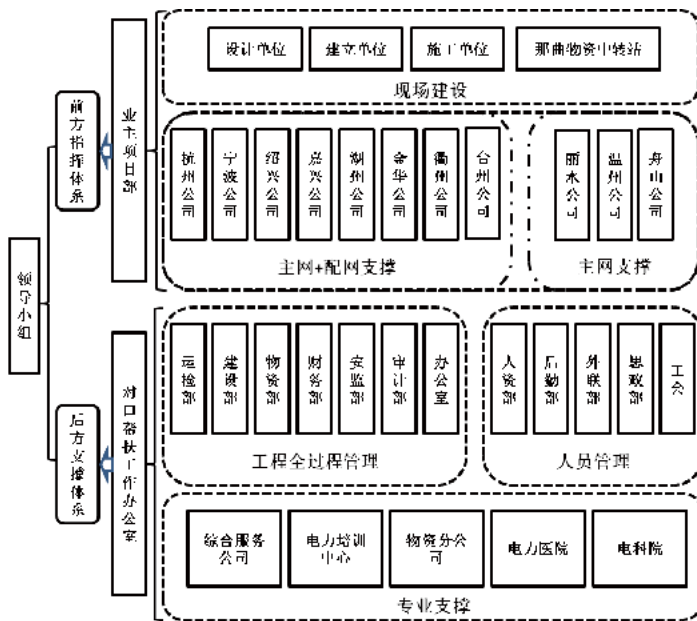 领导小组
前方指挥体系
业主项目部
设计单位
建立单位
施工单位
那曲物资中转站
现场建设
杭州公司
宁波公司
绍兴公司
嘉兴公司
湖州公司
金华公司
衢州公司
台州公司
主网+配网支撑
丽水公司
温州公司
舟山公司
主网支撑
后方支撑体系
对口帮扶工作办公室
运检部
建设部
物资部
财务部
安监部
审计部
办公室
工程全过程管理
人资部
后勤部
外联部
思政部
工会
人员管理
综合服务
公司
电力培训
中心
物资分公
司
电力医院
电科院
专业支撑